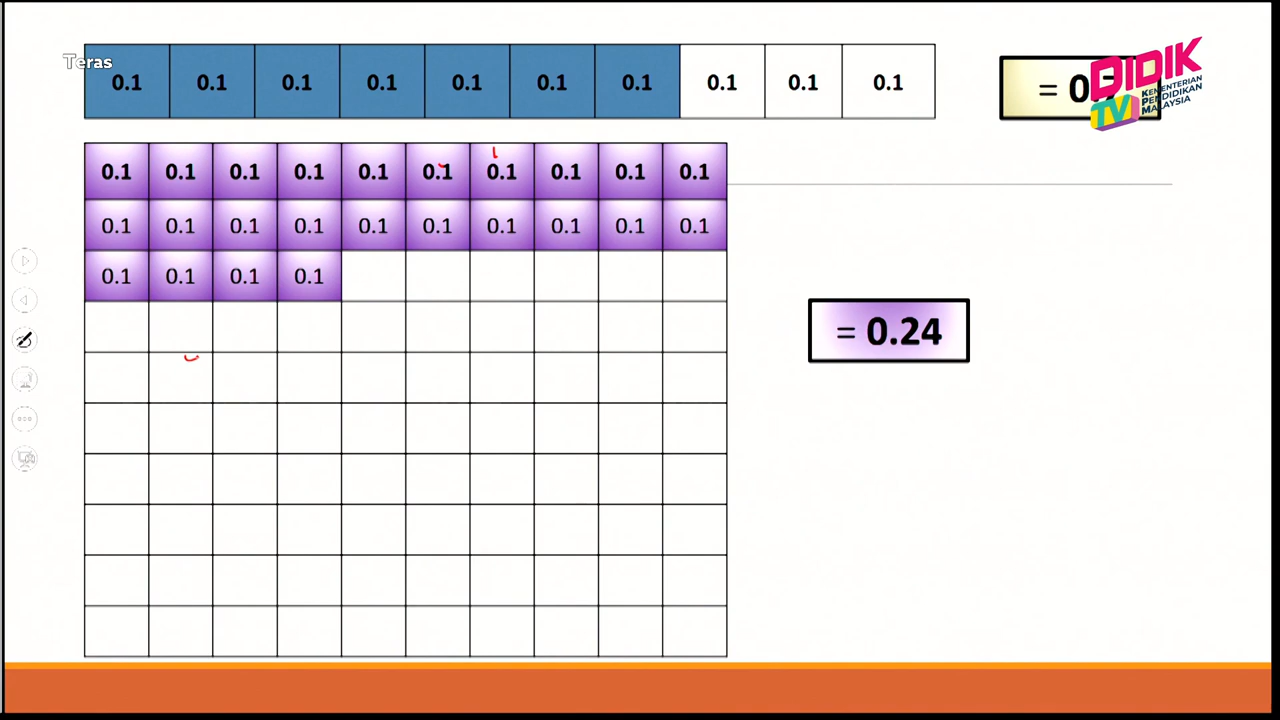 Teras
0.1 0.1 0.1 0.1 0.1 0.1 0.1 0.1 0.1 0.1
= 0.
DIDIK
TV
KEMENTERIAN
PENDIDIKAN
MALAYSIA
0.1 0.1 0.1 0.1 0.1 0.1 0.1 0.1 0.1 0.1
0.1 0.1 0.1 0.1 0.1 0.1 0.1 0.1 0.1 0.1
0.1 0.1 0.1 0.1
= 0.24